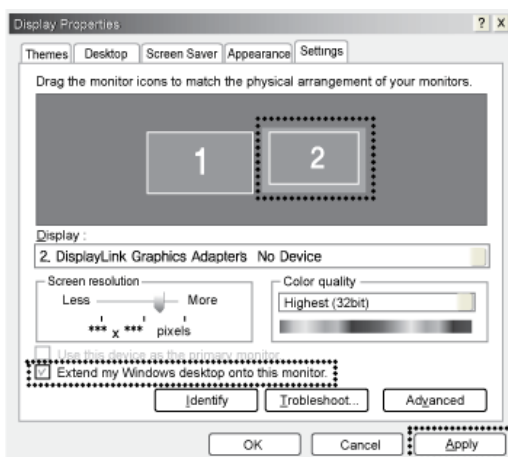 Display Properties ? X
Themes Desktop Screen Saver Appearance Settings
Drag the monitor icons to match the physical arrangement of your monitors.
1 2
Display :
2. DisplayLink Graphics Adapters No Device
Screen resolution
Less More
*** x *** pixels
Color quality
Highest (32bit)
Use this device as the primary monitor
Extend my Windows desktop onto this monitor.
Identify Trobleshoot... Advanced
OK Cancel Apply